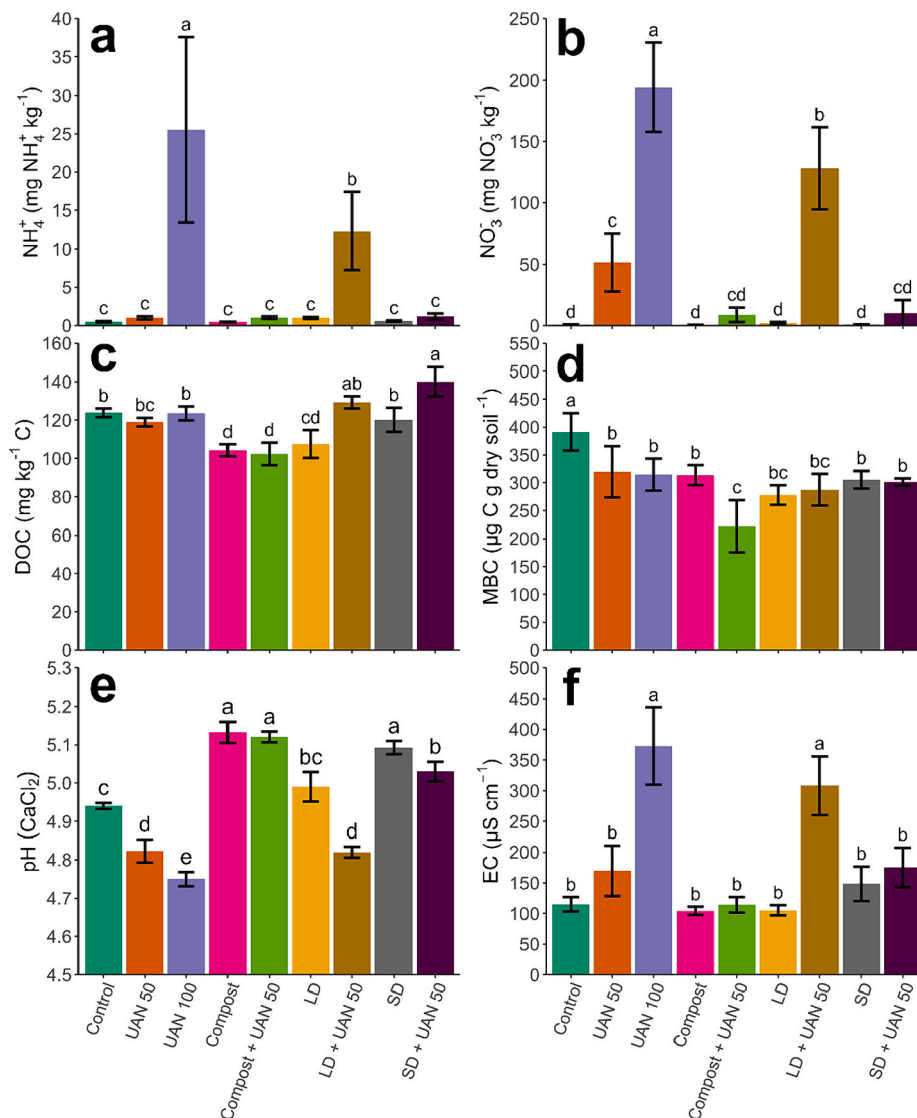 a
NH₄⁺ (mg NH₄⁺ kg⁻¹)
40
35
30
25
20
15
10
5
0
c
c
a
c
c
c
b
c
c
b
NO₃⁻ (mg NO₃⁻ kg⁻¹)
250
200
150
100
50
0
d
c
a
d
cd
d
b
d
cd
c
DOC (mg kg⁻¹ C)
160
140
120
100
80
60
40
20
0
b
bc
b
d
d
cd
ab
b
a
d
MBC (µg C g dry soil ⁻¹)
550
500
450
400
350
300
250
200
150
100
50
0
a
b
b
b
c
bc
bc
b
b
e
pH (CaCl₂)
5.3
5.2
5.1
5.0
4.9
4.8
4.7
4.6
4.5
c
d
e
a
a
bc
d
a
b
Control
UAN 50
UAN 100
Compost
Compost + UAN 50
LD
LD + UAN 50
SD
SD + UAN 50
f
EC (µS cm⁻¹)
500
450
400
350
300
250
200
150
100
50
0
b
b
a
b
b
b
a
b
b
Control
UAN 50
UAN 100
Compost
Compost + UAN 50
LD
LD + UAN 50
SD
SD + UAN 50